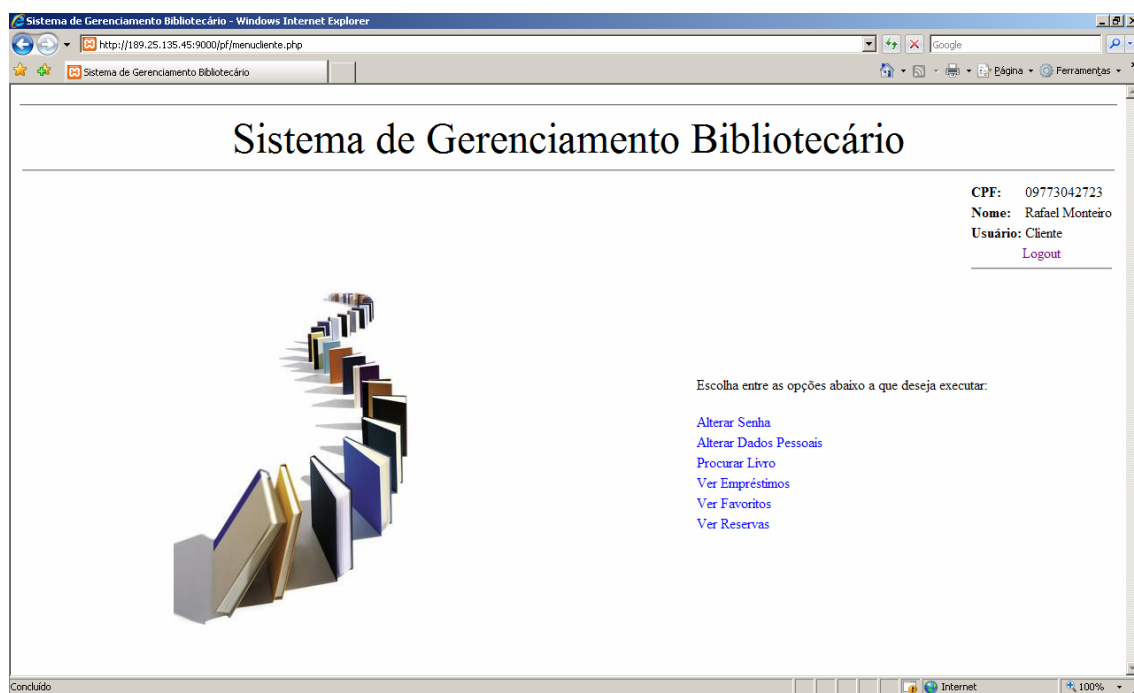 Sistema de Gerenciamento Bibliotecário - Windows Internet Explorer
http://189.25.135.45:9000/pf/menucliente.php
Google
Sistema de Gerenciamento Bibliotecário
Página
Ferramentas
Sistema de Gerenciamento Bibliotecário
CPF: 09773042723
Nome: Rafael Monteiro
Usuário: Cliente
Logout
Escolha entre as opções abaixo a que deseja executar:
Alterar Senha
Alterar Dados Pessoais
Procurar Livro
Ver Empréstimos
Ver Favoritos
Ver Reservas
Concluído
Internet
100%